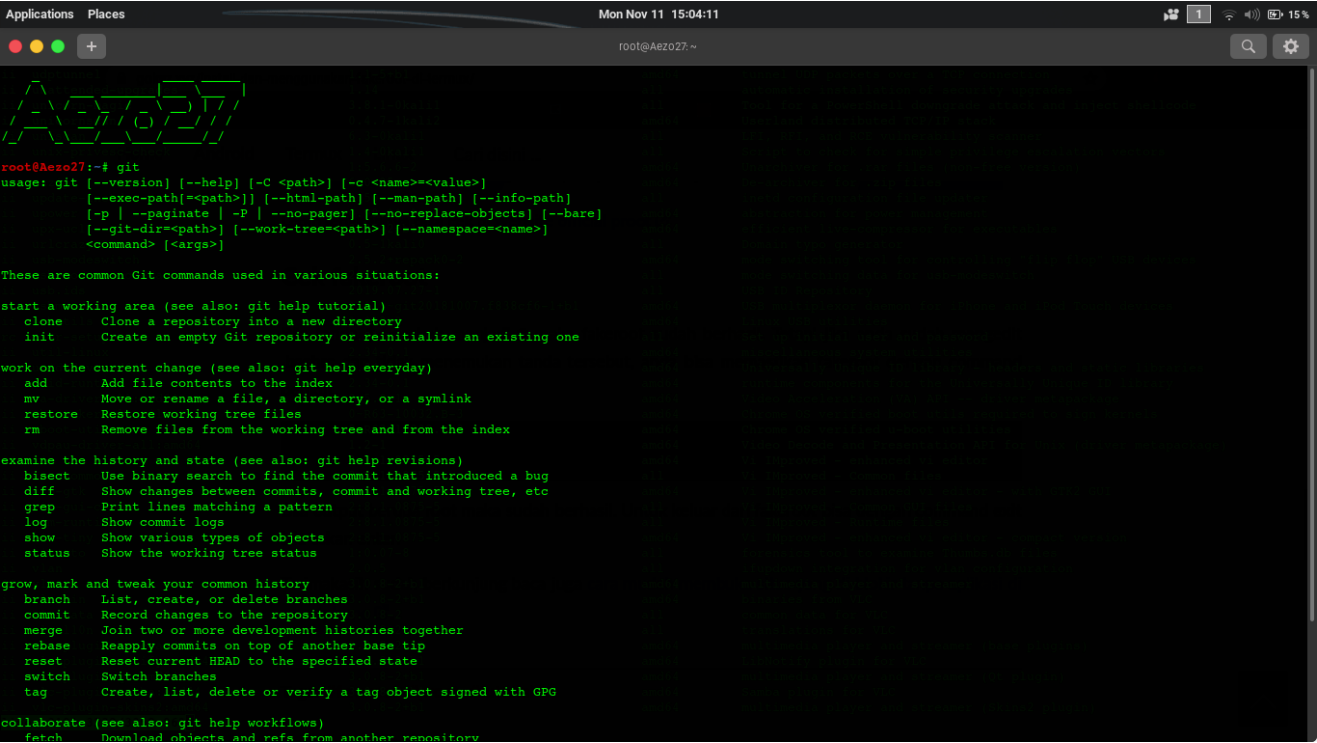 Applications Places Mon Nov 11 15:04:11 1 15%
root@Aezo27: ~
Aezo27
root@Aezo27:~# git
usage: git [--version] [--help] [-C <path>] [-c <name>=<value>]
           [--exec-path[=<path>]] [--html-path] [--man-path] [--info-path]
           [-p | --paginate | -P | --no-pager] [--no-replace-objects] [--bare]
           [--git-dir=<path>] [--work-tree=<path>] [--namespace=<name>]
           <command> [<args>]
These are common Git commands used in various situations:
start a working area (see also: git help tutorial)
   clone     Clone a repository into a new directory
   init      Create an empty Git repository or reinitialize an existing one
work on the current change (see also: git help everyday)
   add       Add file contents to the index
   mv        Move or rename a file, a directory, or a symlink
   restore   Restore working tree files
   rm        Remove files from the working tree and from the index
examine the history and state (see also: git help revisions)
   bisect    Use binary search to find the commit that introduced a bug
   diff      Show changes between commits, commit and working tree, etc
   grep      Print lines matching a pattern
   log       Show commit logs
   show      Show various types of objects
   status    Show the working tree status
grow, mark and tweak your common history
   branch    List, create, or delete branches
   commit    Record changes to the repository
   merge     Join two or more development histories together
   rebase    Reapply commits on top of another base tip
   reset     Reset current HEAD to the specified state
   switch    Switch branches
   tag       Create, list, delete or verify a tag object signed with GPG
collaborate (see also: git help workflows)
   fetch     Download objects and refs from another repository